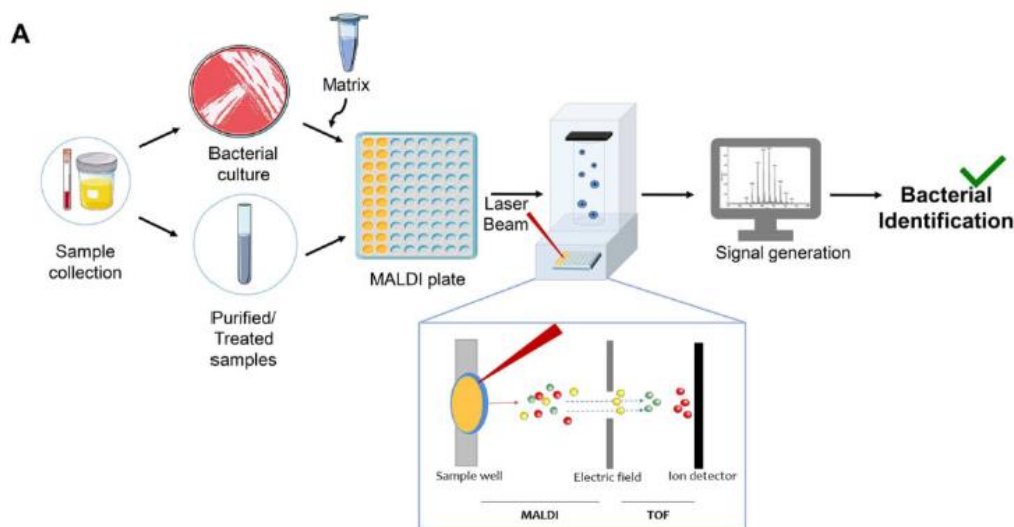 A
Matrix
Bacterial
culture
Sample
collection
Purified/
Treated
samples
MALDI plate
Laser
Beam
Signal generation
Bacterial
Identification
Sample well
Electric field
Ion detector
MALDI
TOF